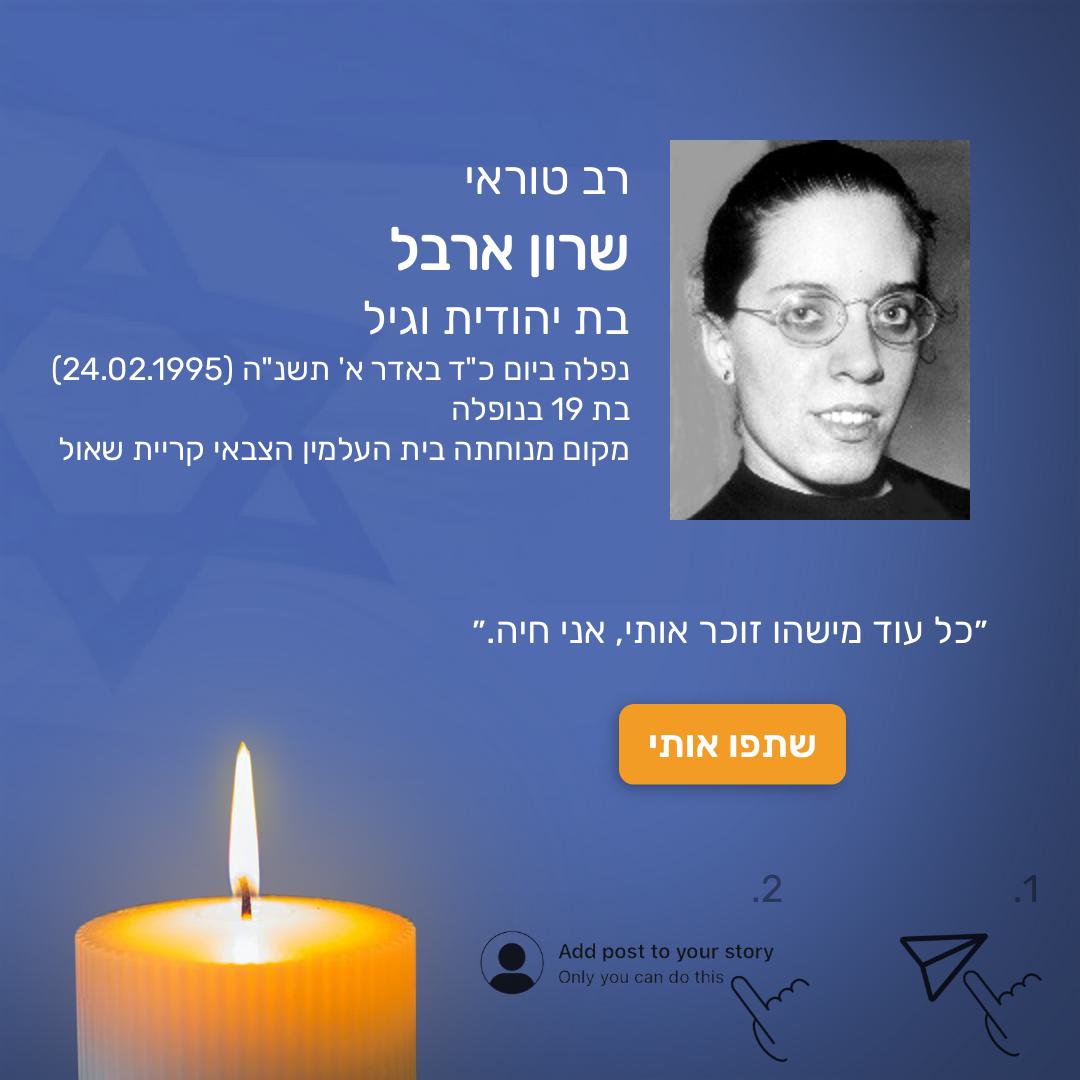 רב טוראי
שרון ארבל
בת יהודית וגיל
נפלה ביום כ"ד באדר א' תשנ"ה (24.02.1995)
בת 19 בנופלה
מקום מנוחתה בית העלמין הצבאי קריית שאול
״כל עוד מישהו זוכר אותי, אני חיה.״
שתפו אותי
1.
2.
Add post to your story
Only you can do this